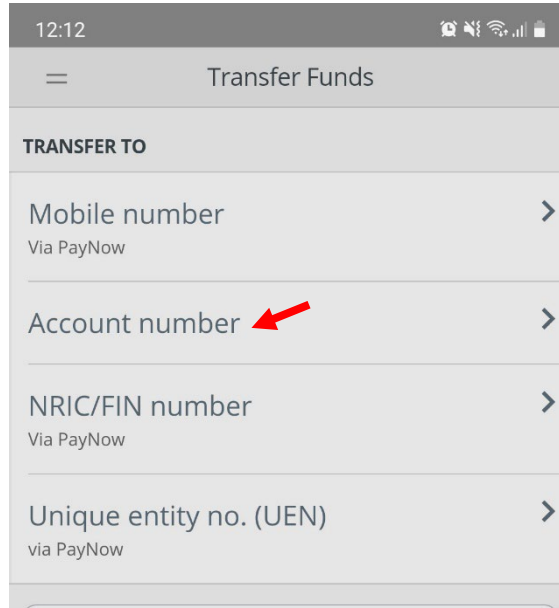 12:12
Transfer Funds
TRANSFER TO
Mobile number
Via PayNow
Account number
NRIC/FIN number
Via PayNow
Unique entity no. (UEN)
via PayNow